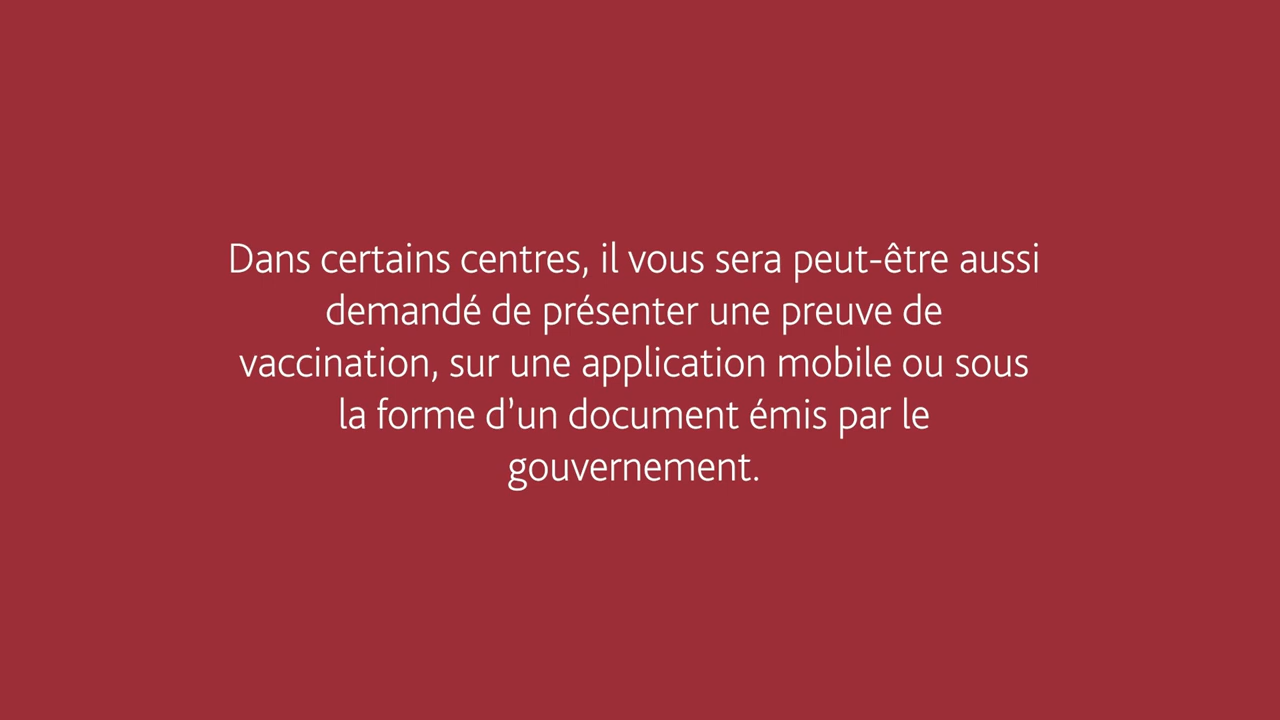 Dans certains centres, il vous sera peut-être aussi
demandé de présenter une preuve de
vaccination, sur une application mobile ou sous
la forme d’un document émis par le
gouvernement.